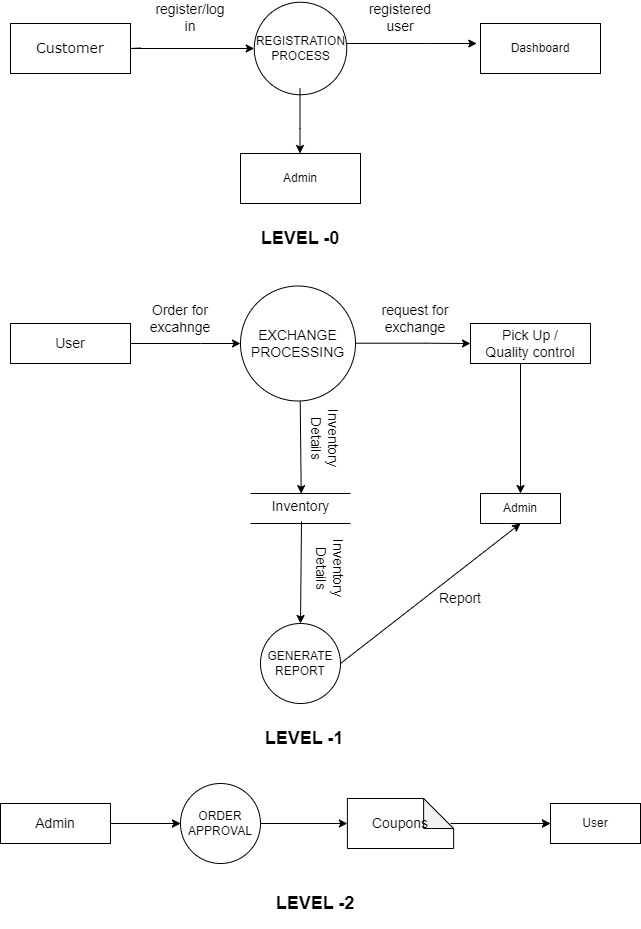 register/log
in
registered
user
Customer
REGISTRATION
PROCESS
Dashboard
Admin
LEVEL -0
Order for
excahnge
request for
exchange
User
EXCHANGE
PROCESSING
Pick Up /
Quality control
Inventory
Details
Inventory
Admin
Inventory
Details
Report
GENERATE
REPORT
LEVEL -1
Admin
ORDER
APPROVAL
Coupons
User
LEVEL -2